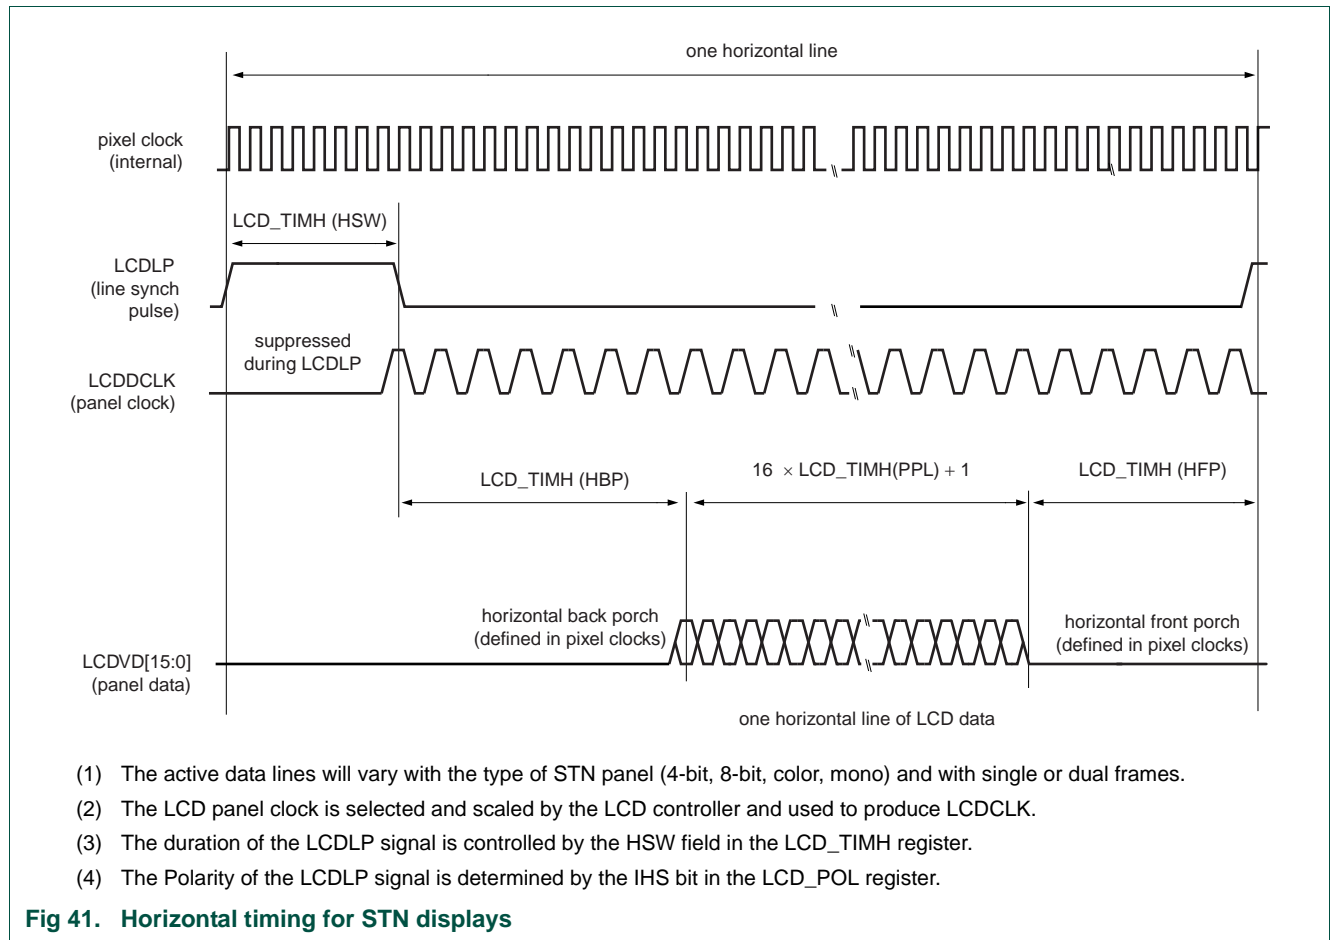 one horizontal line
pixel clock
(internal)
LCD_TIMH (HSW)
LCDLP
(line synch
pulse)
suppressed
during LCDLP
LCDDCLK
(panel clock)
LCD_TIMH (HBP)
16 × LCD_TIMH(PPL) + 1
LCD_TIMH (HFP)
horizontal back porch
(defined in pixel clocks)
horizontal front porch
(defined in pixel clocks)
LCDVD[15:0]
(panel data)
one horizontal line of LCD data
(1) The active data lines will vary with the type of STN panel (4-bit, 8-bit, color, mono) and with single or dual frames.
(2) The LCD panel clock is selected and scaled by the LCD controller and used to produce LCDCLK.
(3) The duration of the LCDLP signal is controlled by the HSW field in the LCD_TIMH register.
(4) The Polarity of the LCDLP signal is determined by the IHS bit in the LCD_POL register.
Fig 41. Horizontal timing for STN displays